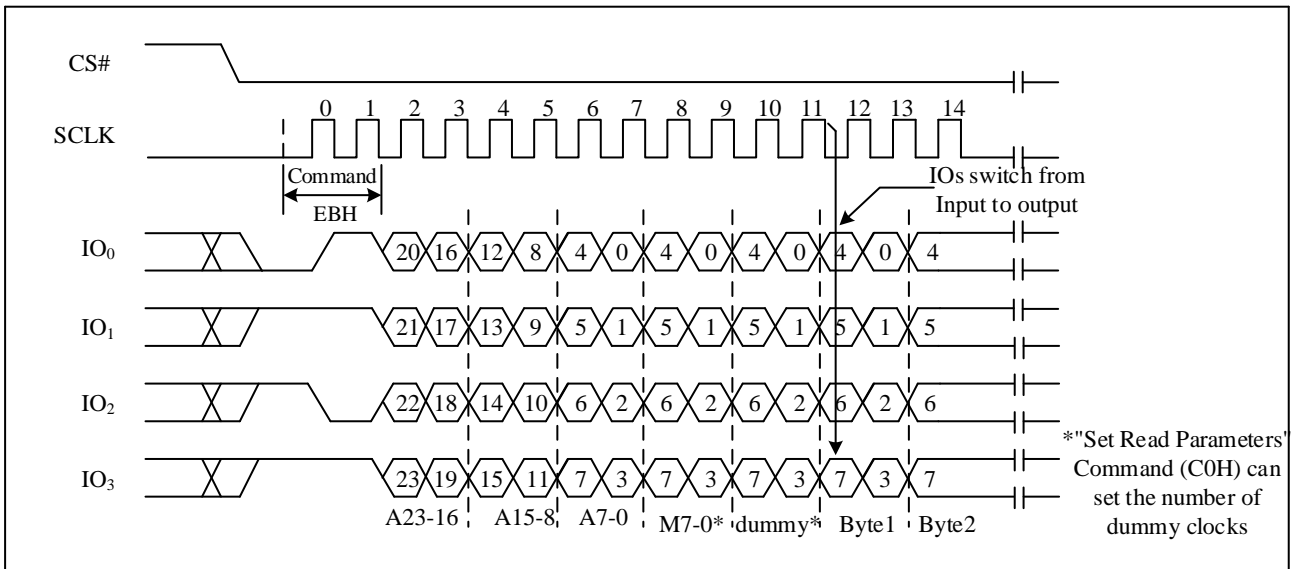 CS#
0 1 2 3 4 5 6 7 8 9 10 11 12 13 14
SCLK
Command
EBH
IOs switch from
Input to output
IO0 20 16 12 8 4 0 4 0 4 0 4 0 4
IO1 21 17 13 9 5 1 5 1 5 1 5 1 5
IO2 22 18 14 10 6 2 6 2 6 2 6 2 6
IO3 23 19 15 11 7 3 7 3 7 3 7 3 7
A23-16 A15-8 A7-0 M7-0* dummy* Byte1 Byte2
*"Set Read Parameters"
Command (C0H) can
set the number of
dummy clocks